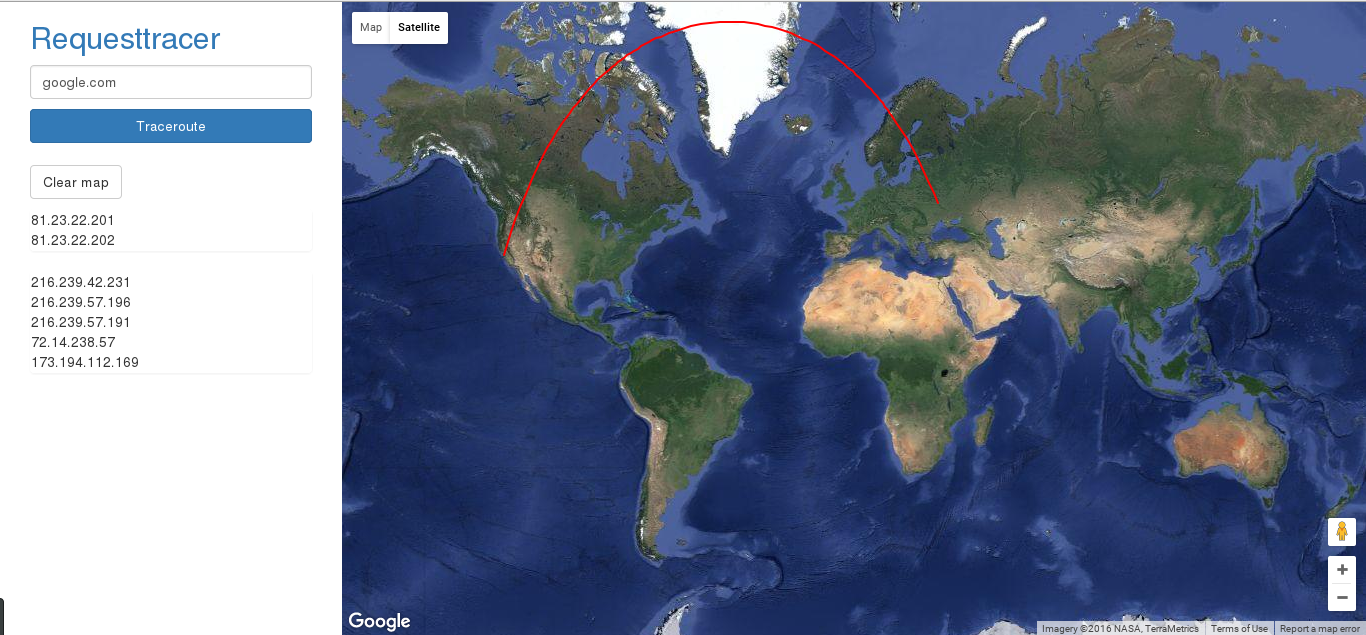 Requesttracer
google.com
Traceroute
Clear map
81.23.22.201
81.23.22.202
216.239.42.231
216.239.57.196
216.239.57.191
72.14.238.57
173.194.112.169
Map Satellite
Google
Imagery ©2016 NASA, TerraMetrics Terms of Use Report a map error